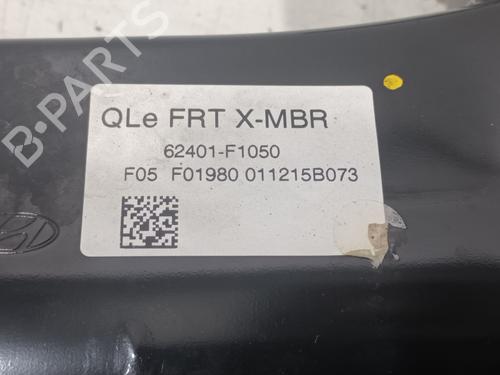 B-PARTS
QLe FRT X-MBR
62401-F1050
F05 F01980 011215B073